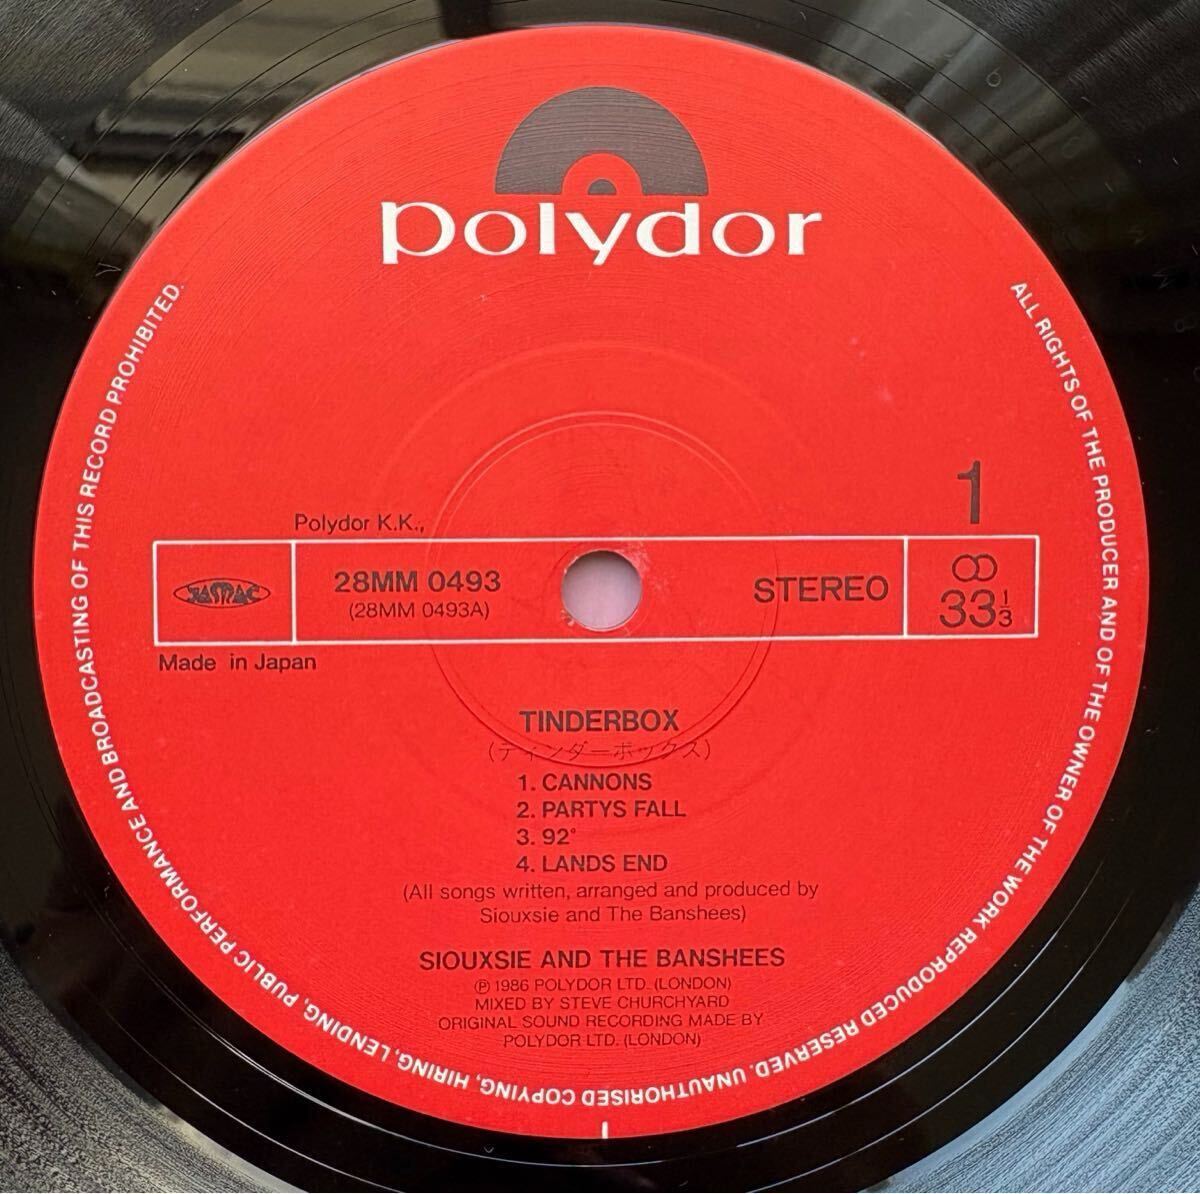 polydor
ALL RIGHTS OF THE PRODUCER AND OF THE OWNER OF THE WORK REPRODUCED RESERVED. UNAUTHORISED COPYING, HIRING, LENDING, PUBLIC PERFORMANCE AND BROADCASTING OF THIS RECORD PROHIBITED.
1
Polydor K.K.,
JASRAC
28MM 0493
(28MM 0493A)
STEREO
33⅓
Made in Japan
TINDERBOX
(ティンダーボックス)
1. CANNONS
2. PARTYS FALL
3. 92°
4. LANDS END
(All songs written, arranged and produced by
Siouxsie and The Banshees)
SIOUXSIE AND THE BANSHEES
℗ 1986 POLYDOR LTD. (LONDON)
MIXED BY STEVE CHURCHYARD
ORIGINAL SOUND RECORDING MADE BY
POLYDOR LTD. (LONDON)